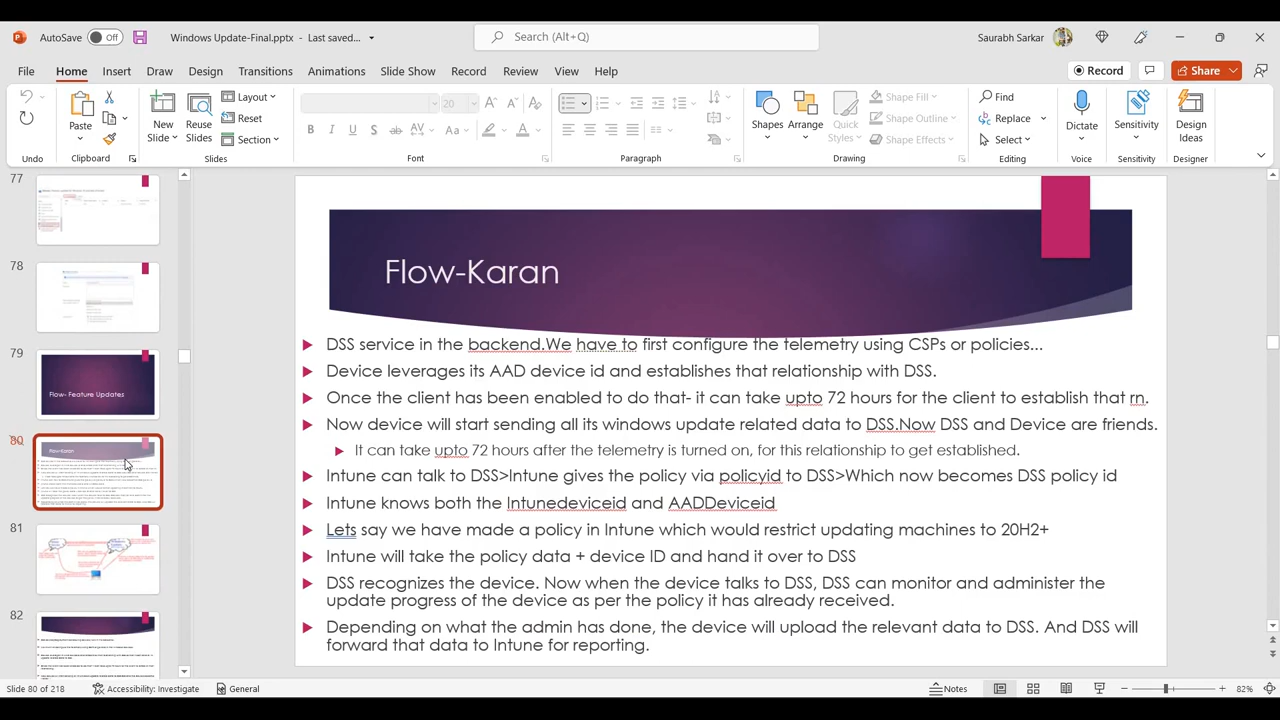 AutoSave Off Windows Update-Final.pptx - Last saved... Search (Alt+Q) Saurabh Sarkar
File Home Insert Draw Design Transitions Animations Slide Show Record Review View Help Record Share
Paste New Slide Reuse Slides Layout Reset Section 20 Shapes Arrange Quick Styles Shape Fill Shape Outline Shape Effects Find Replace Select Dictate Sensitivity Design Ideas
Undo Clipboard Slides Font Paragraph Drawing Editing Voice Sensitivity Designer
77
78
79
Flow- Feature Updates
80
Flow-Karan
81
82
Flow-Karan
DSS service in the backend.We have to first configure the telemetry using CSPs or policies...
Device leverages its AAD device id and establishes that relationship with DSS.
Once the client has been enabled to do that- it can take upto 72 hours for the client to establish that rn.
Now device will start sending all its windows update related data to DSS.Now DSS and Device are friends.
It can take upto 72 hours after the telemetry is turned on for this relationship to get established.
Intune can talk to DSS-Intune gives the policy via policy id--->Which now becomes DSS policy id
Intune knows both the intunedeviceid and AADDeviceid
Lets say we have made a policy in Intune which would restrict updating machines to 20H2+
Intune will take the policy data + device ID and hand it over to DSS
DSS recognizes the device. Now when the device talks to DSS, DSS can monitor and administer the
update progress of the device as per the policy it has already received.
Depending on what the admin has done, the device will upload the relevant data to DSS. And DSS will
forward that data to Intune for reporting.
Slide 80 of 218 Accessibility: Investigate General Notes 82%